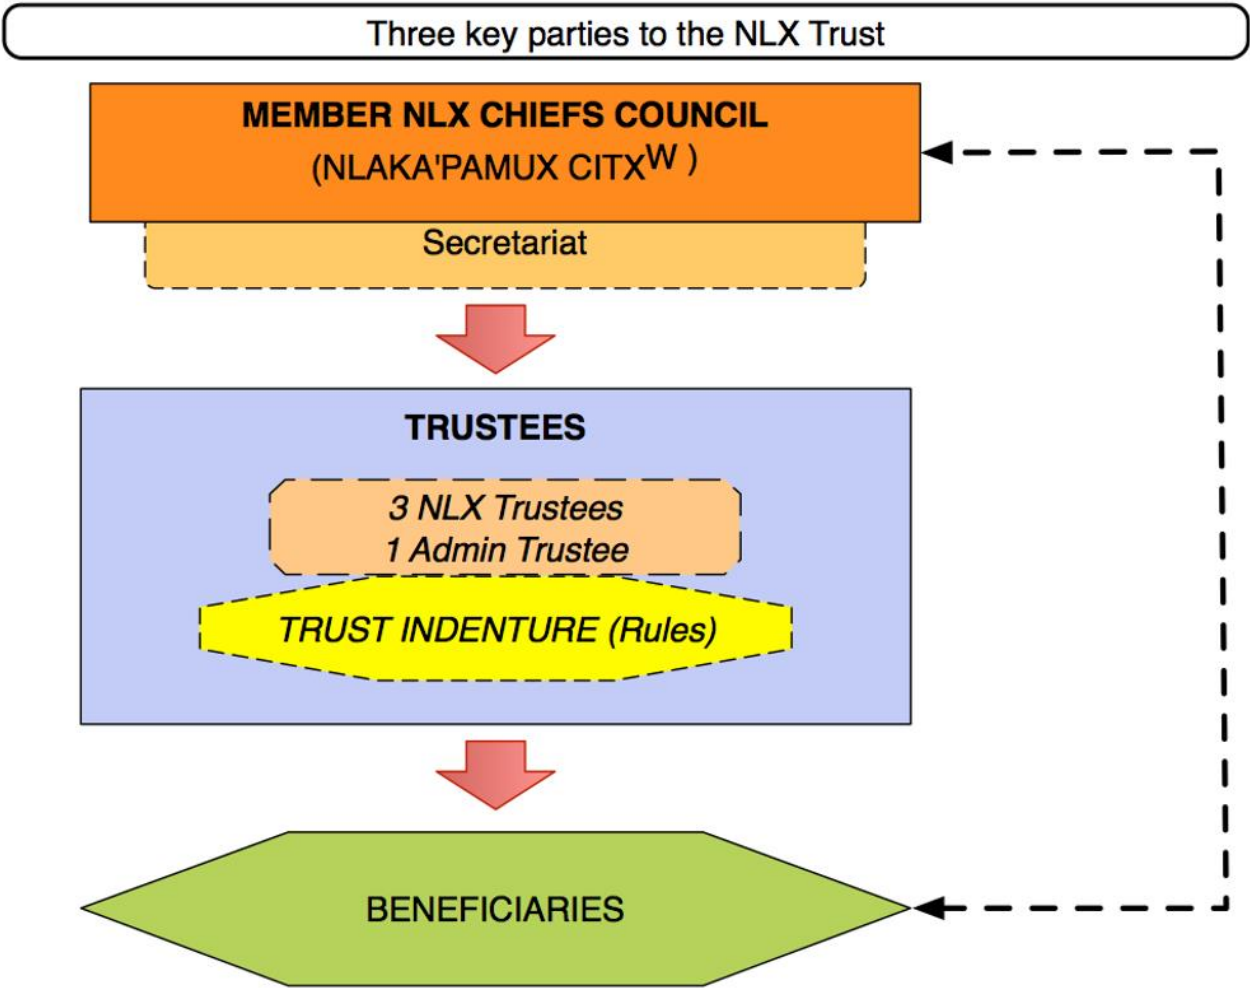 Three key parties to the NLX Trust
MEMBER NLX CHIEFS COUNCIL
(NLAKA'PAMUX CITXW )
Secretariat
TRUSTEES
3 NLX Trustees
1 Admin Trustee
TRUST INDENTURE (Rules)
BENEFICIARIES